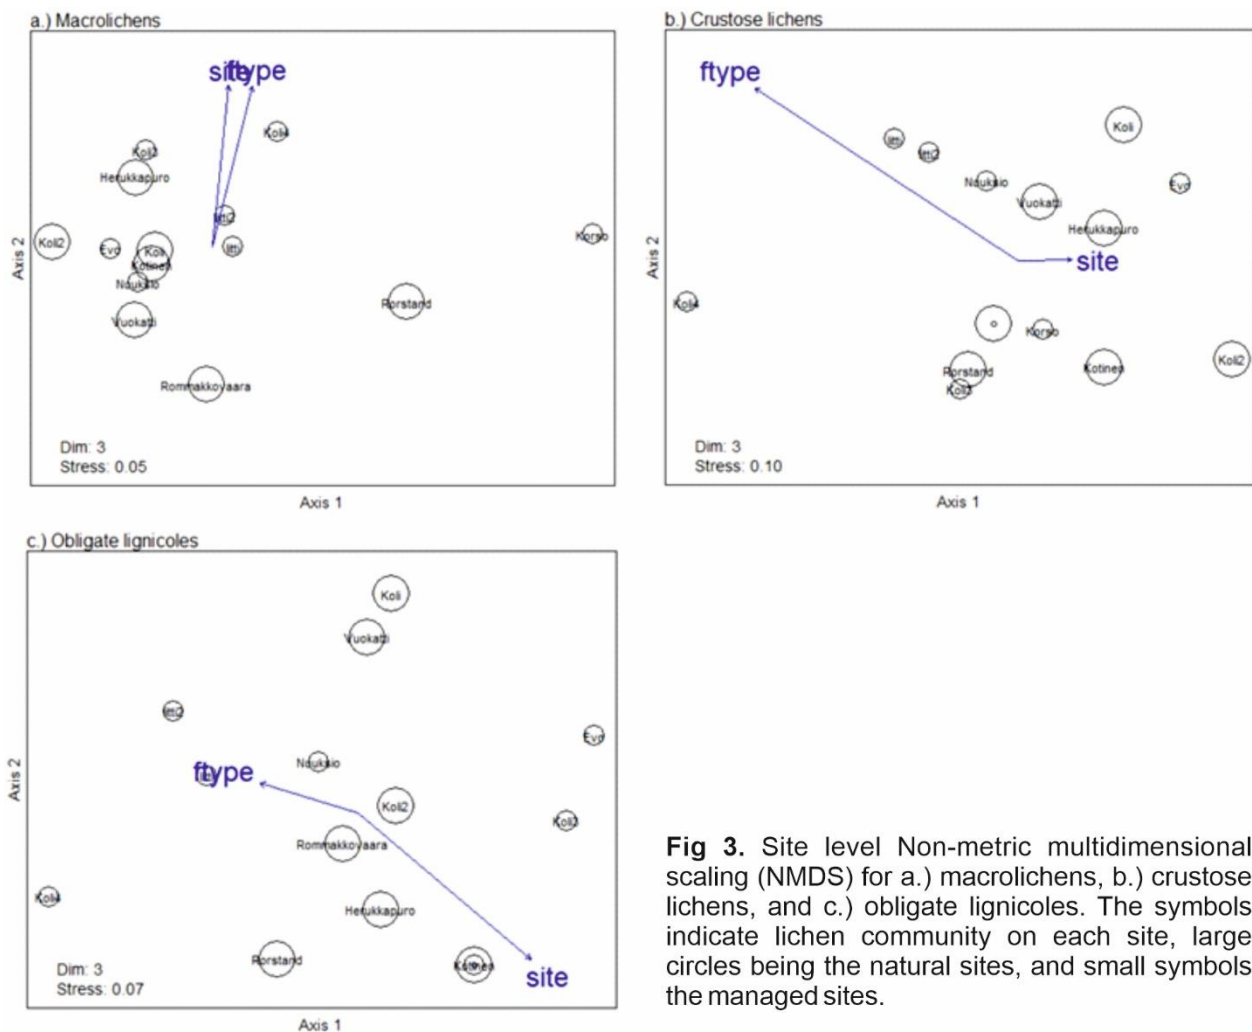 a.) Macrolichens
site
ftype
Koli4
Koli3
Herukkapuro
Iitti2
Koli2
Evo
Koli
Iitti
Korso
Kotinen
Nouksio
Rorstand
Vuokatti
Rommakkovaara
Dim: 3
Stress: 0.05
Axis 2
Axis 1
b.) Crustose lichens
ftype
Koli
Iitti
Iitti2
Nouksio
Evo
Vuokatti
Herukkapuro
site
Koli4
Korso
Rorstand
Kotinen
Koli2
Koli3
Dim: 3
Stress: 0.10
Axis 2
Axis 1
c.) Obligate lignicoles
Koli
Vuokatti
Iitti2
Evo
Nouksio
ftype
Koli2
Koli3
Rommakkovaara
Koli4
Herukkapuro
Rorstand
Kotinen
site
Dim: 3
Stress: 0.07
Axis 2
Axis 1
Fig 3. Site level Non-metric multidimensional
scaling (NMDS) for a.) macrolichens, b.) crustose
lichens, and c.) obligate lignicoles. The symbols
indicate lichen community on each site, large
circles being the natural sites, and small symbols
the managed sites.